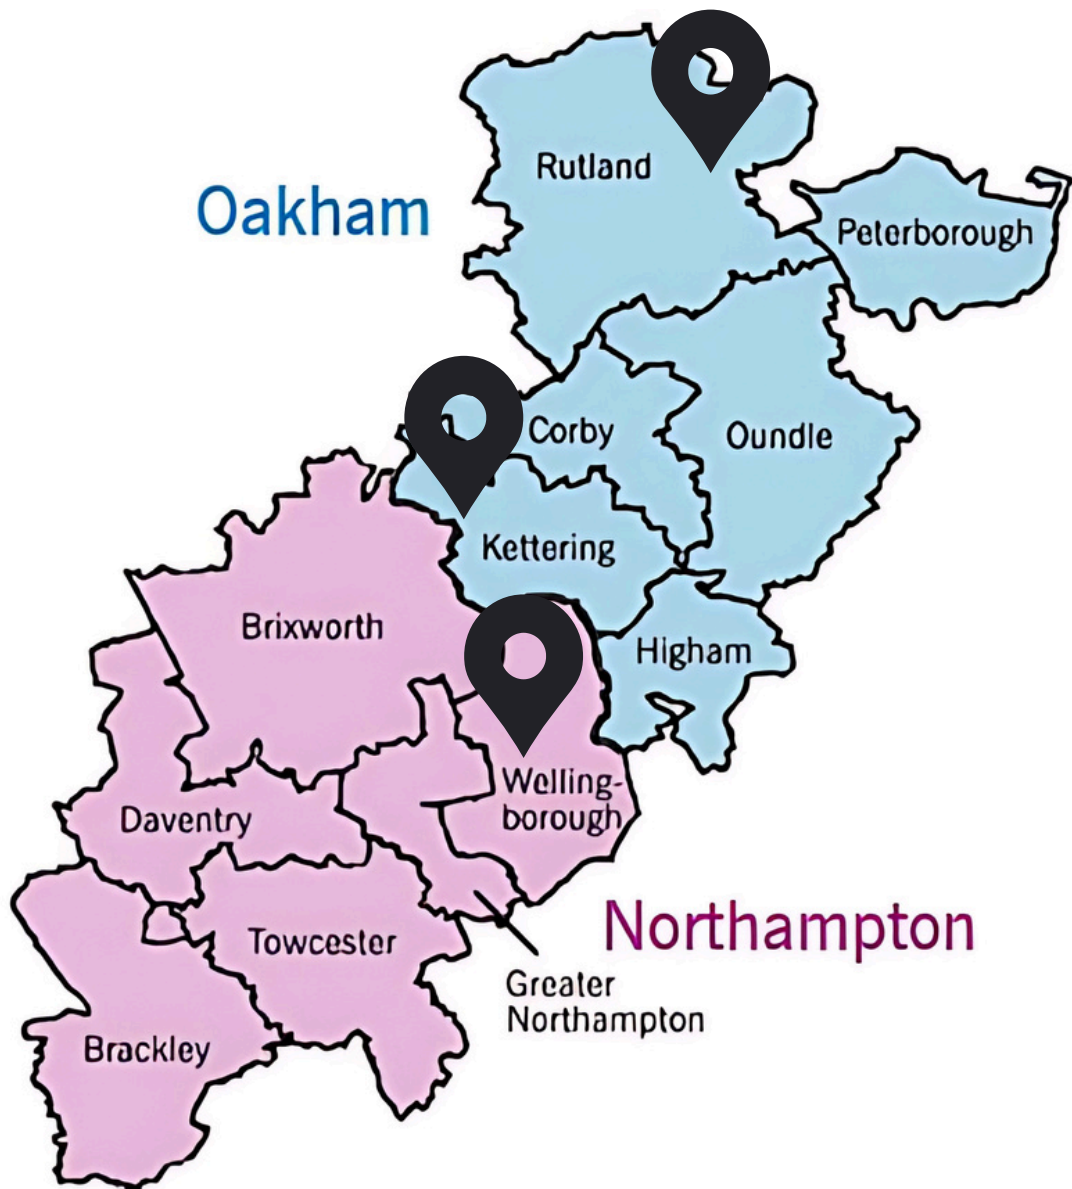 Rutland
Oakham
Peterborough
Corby
Oundle
Kettering
Brixworth
Higham
Welling-
borough
Daventry
Northampton
Towcester
Greater
Northampton
Brackley